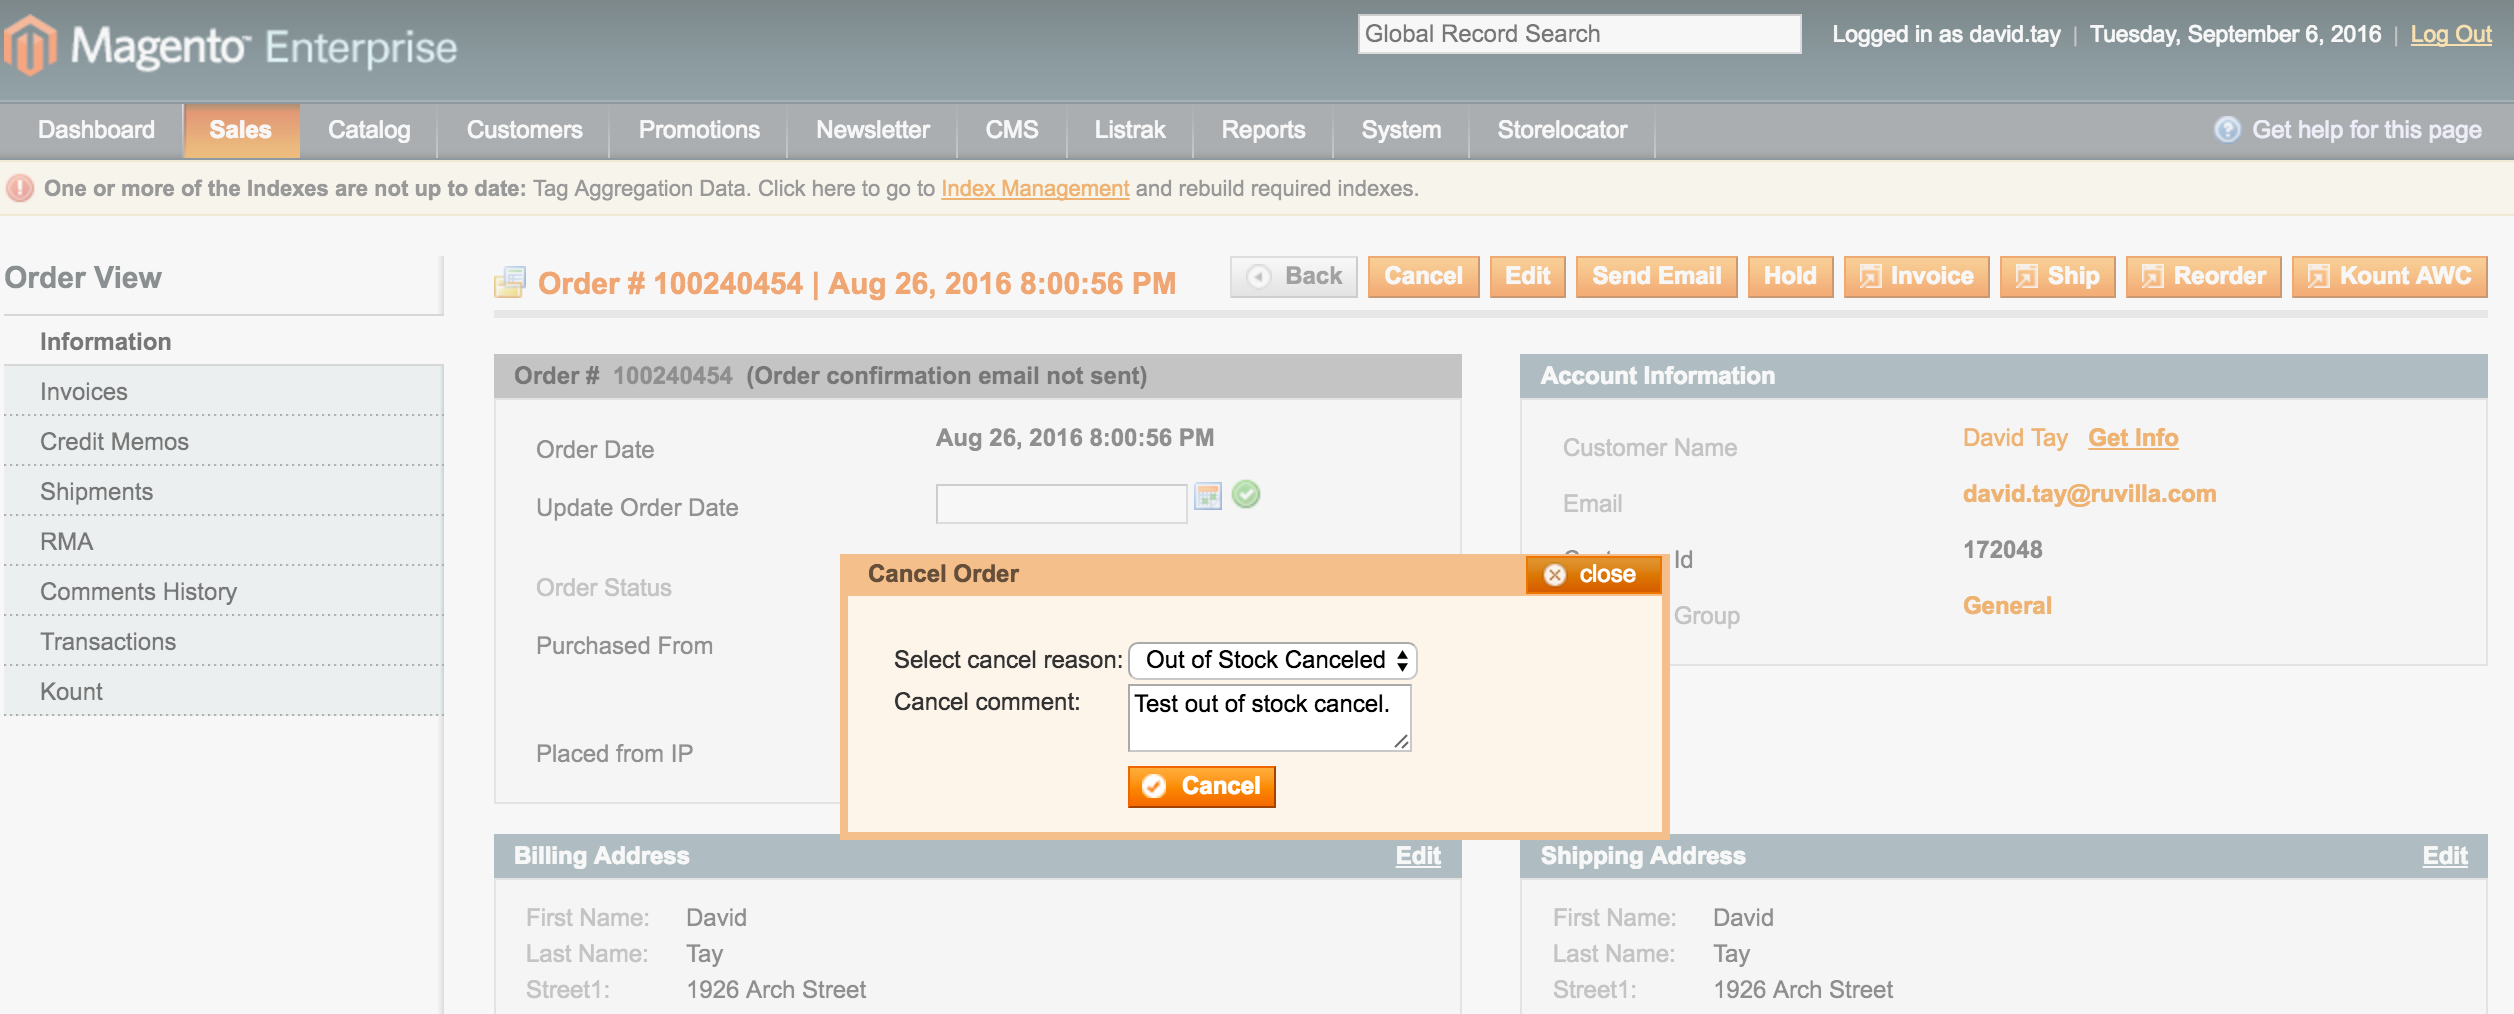 Magento™ Enterprise
Global Record Search
Logged in as david.tay | Tuesday, September 6, 2016 | Log Out
Dashboard Sales Catalog Customers Promotions Newsletter CMS Listrak Reports System Storelocator Get help for this page
One or more of the Indexes are not up to date: Tag Aggregation Data. Click here to go to Index Management and rebuild required indexes.
Order View
Information
Invoices
Credit Memos
Shipments
RMA
Comments History
Transactions
Kount
Order # 100240454 | Aug 26, 2016 8:00:56 PM
Back Cancel Edit Send Email Hold Invoice Ship Reorder Kount AWC
Order # 100240454 (Order confirmation email not sent)
Order Date Aug 26, 2016 8:00:56 PM
Update Order Date
Order Status
Purchased From
Placed from IP
Account Information
Customer Name David Tay Get Info
Email david.tay@ruvilla.com
Id 172048
Group General
Cancel Order close
Select cancel reason: Out of Stock Canceled
Cancel comment: Test out of stock cancel.
Cancel
Billing Address Edit
First Name: David
Last Name: Tay
Street1: 1926 Arch Street
Shipping Address Edit
First Name: David
Last Name: Tay
Street1: 1926 Arch Street